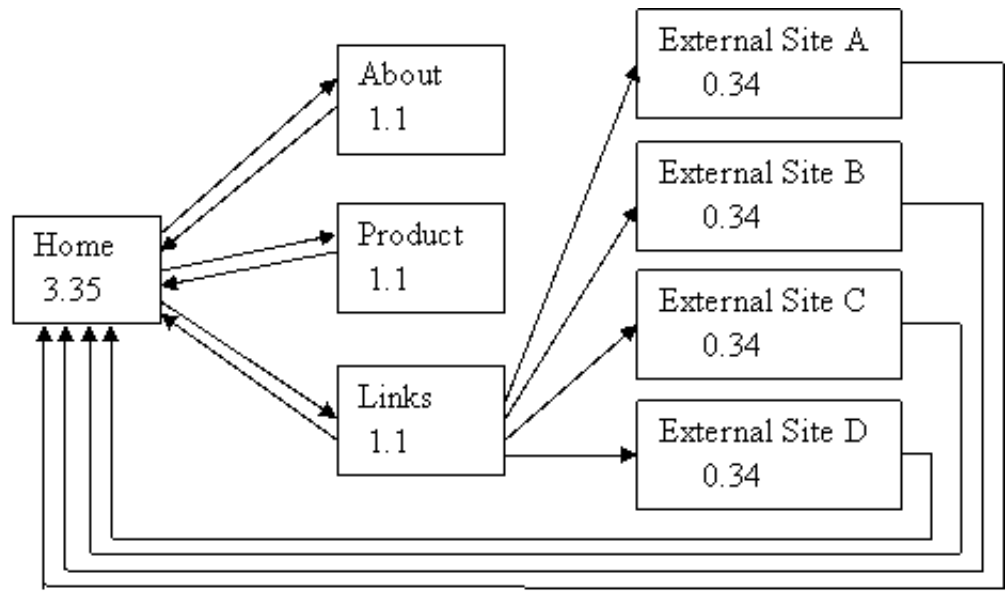 Home
3.35
About
1.1
Product
1.1
Links
1.1
External Site A
0.34
External Site B
0.34
External Site C
0.34
External Site D
0.34